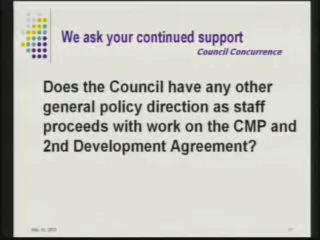 We ask your continued support
Council Concurrence
Does the Council have any other
general policy direction as staff
proceeds with work on the CMP and
2nd Development Agreement?